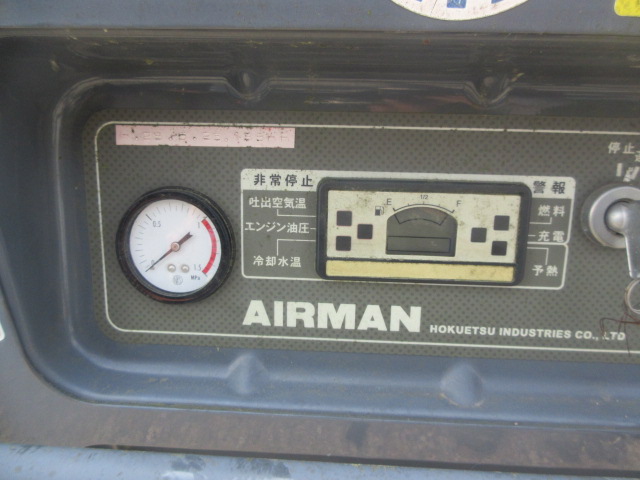 停止
非常停止
警報
E 1/2 F
吐出空気温
燃料
エンジン油圧
充電
冷却水温
予熱
0.5
0
1.5
MPa
AIRMAN
HOKUETSU INDUSTRIES CO., LTD